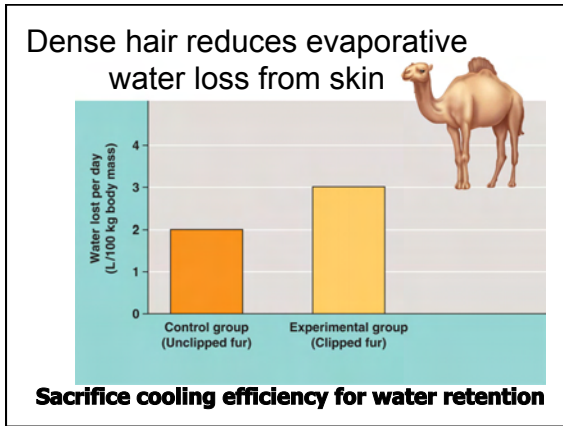 Dense hair reduces evaporative
water loss from skin
Water lost per day
(L/100 kg body mass)
4
3
2
1
0
Control group
(Unclipped fur)
Experimental group
(Clipped fur)
Sacrifice cooling efficiency for water retention